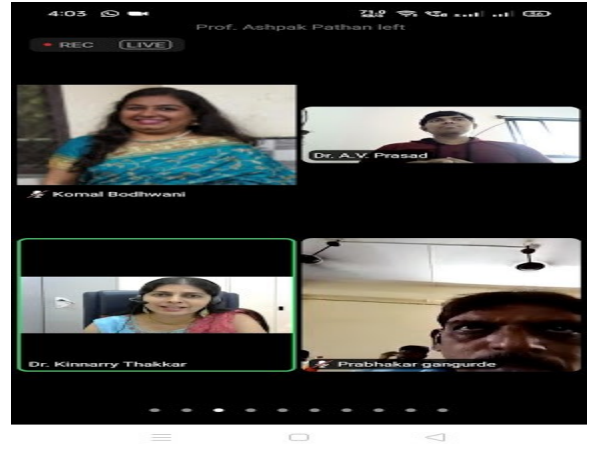 4:03
Prof. Ashpak Pathan left
REC LIVE
Komal Bodhwani
Dr. A.V. Prasad
Dr. Kinnarry Thakkar
Prabhakar gangurde